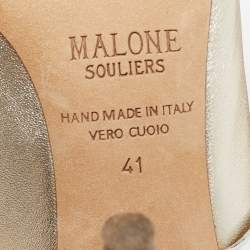 MALONE
SOULIERS
HAND MADE IN ITALY
VERO CUOIO
41